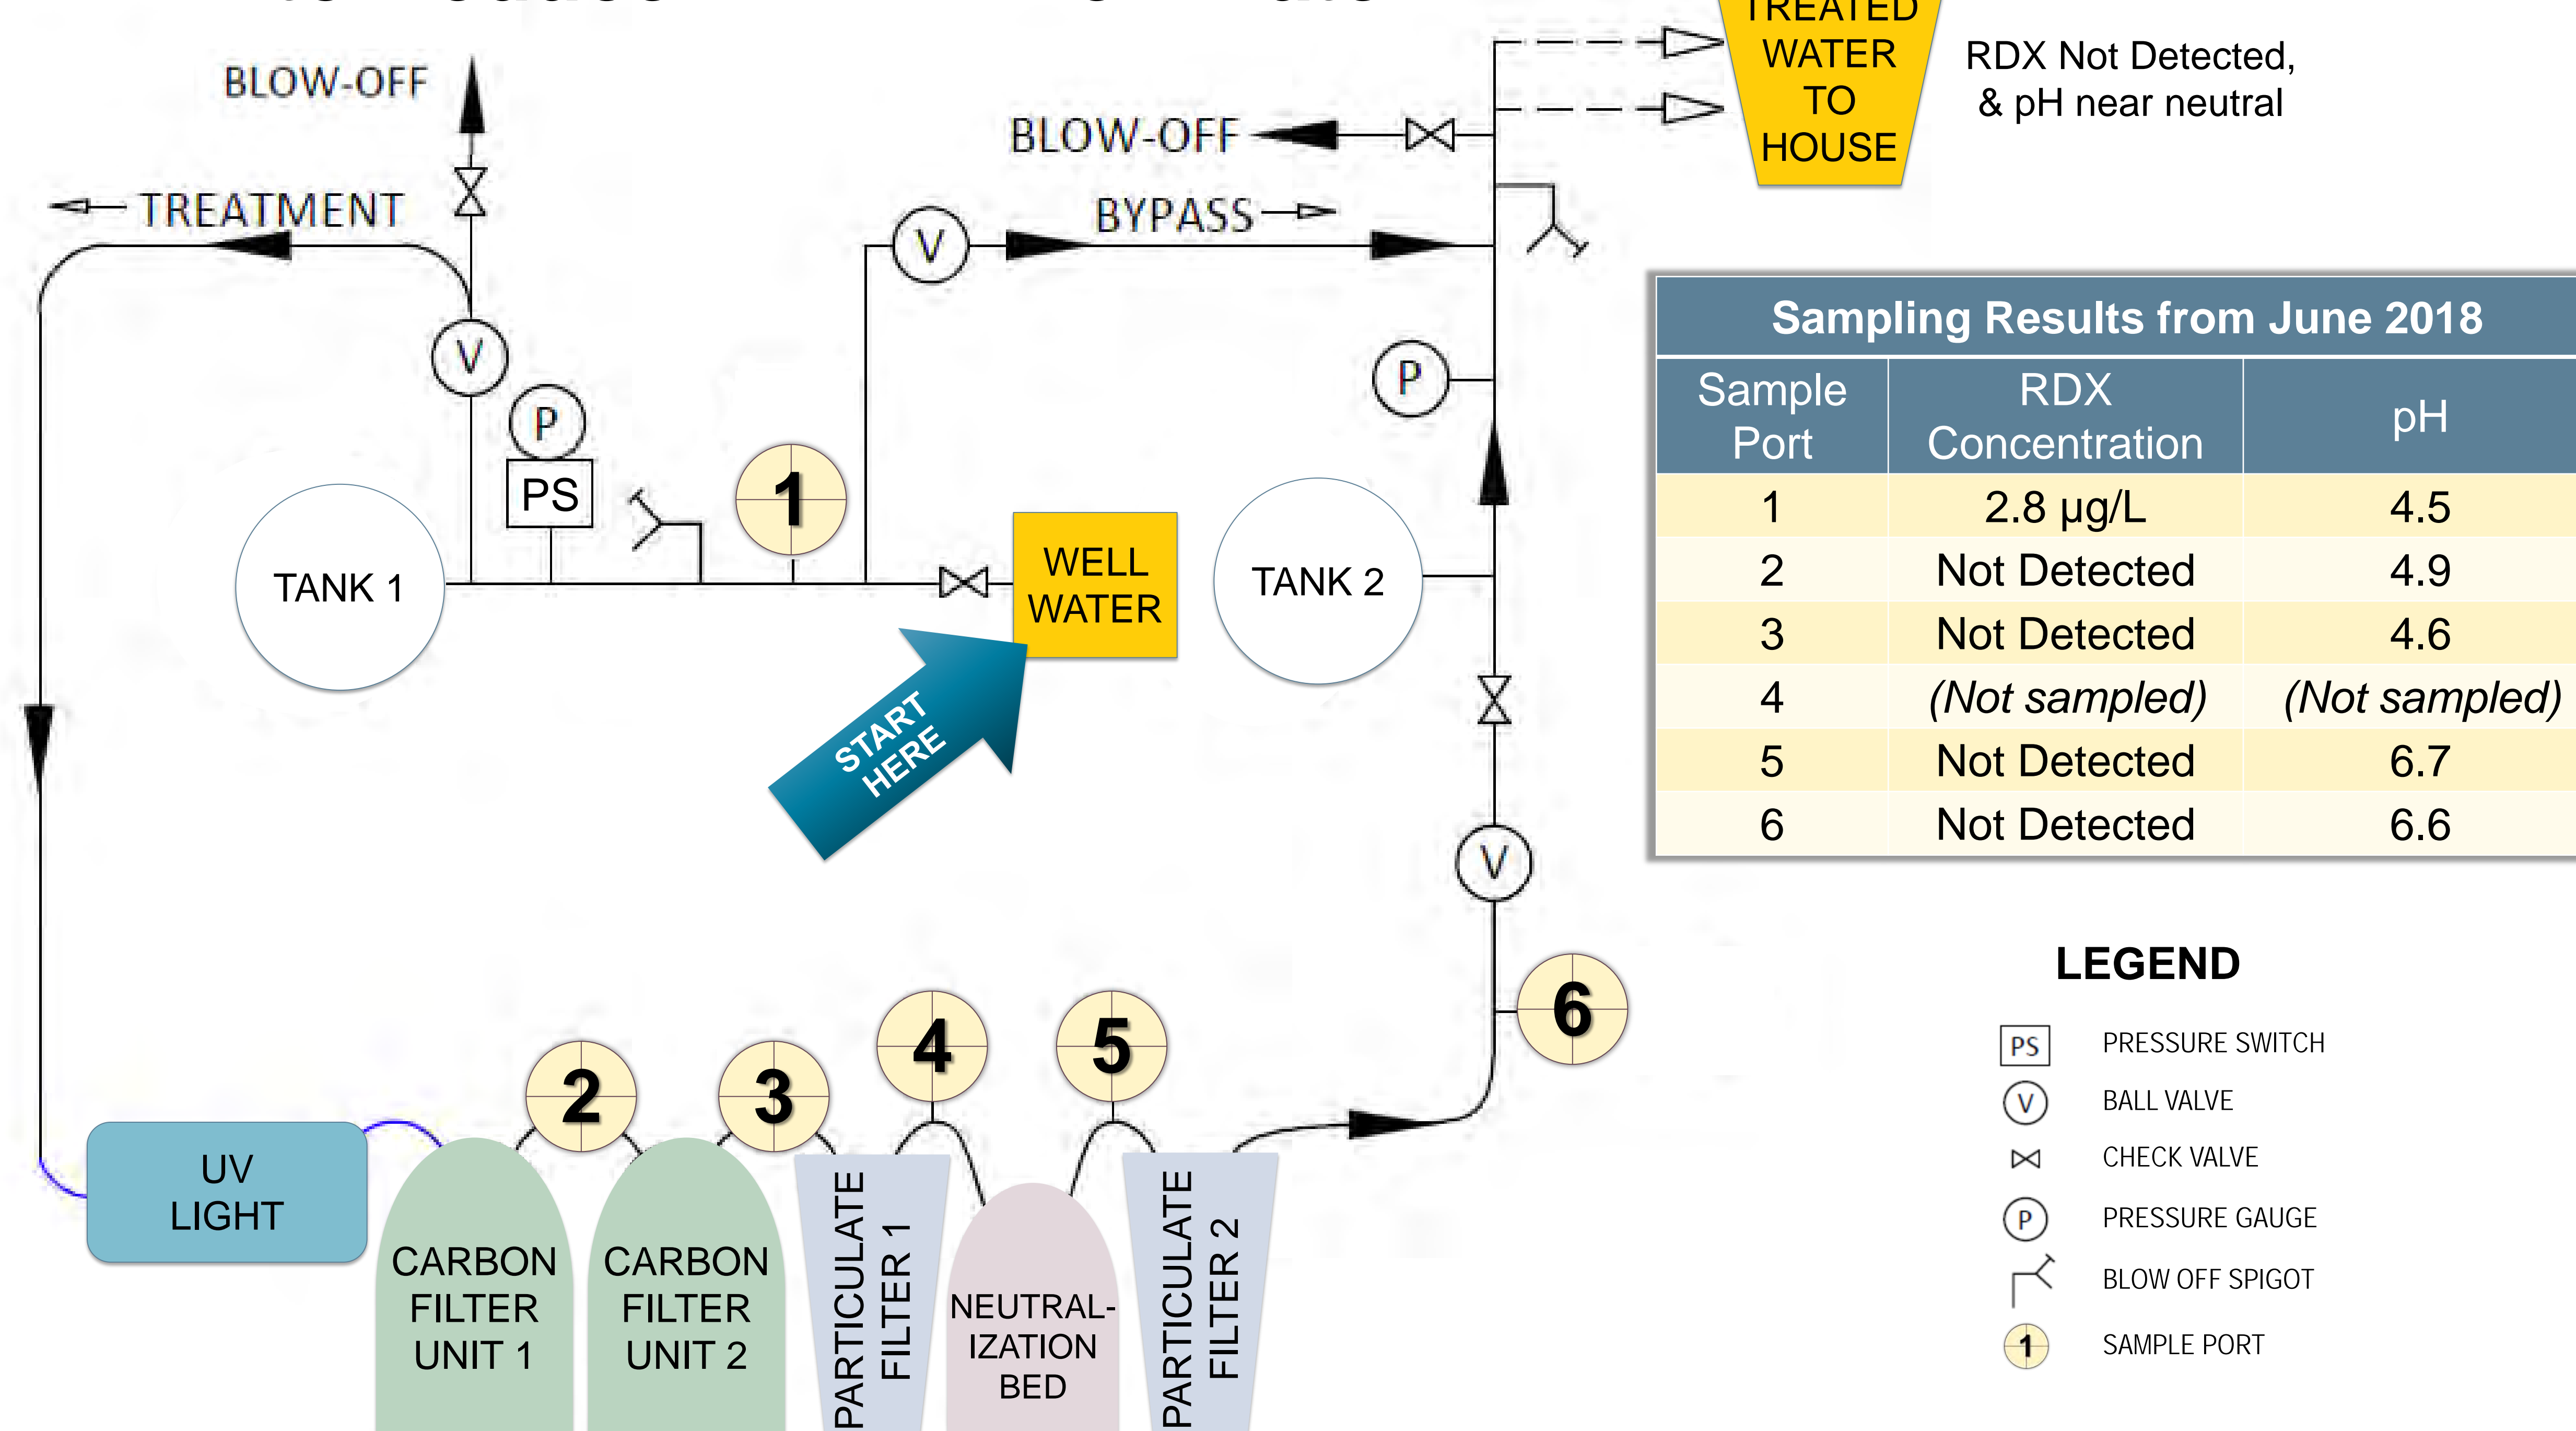 TREATED
WATER
TO
HOUSE
RDX Not Detected,
& pH near neutral
BLOW-OFF
BLOW-OFF
TREATMENT
BYPASS
V
V
P
P
PS
1
TANK 1
WELL
WATER
TANK 2
START
HERE
V
6
2
3
4
5
UV
LIGHT
CARBON
FILTER
UNIT 1
CARBON
FILTER
UNIT 2
PARTICULATE
FILTER 1
NEUTRAL-
IZATION
BED
PARTICULATE
FILTER 2
Sampling Results from June 2018
Sample Port RDX Concentration pH
1 2.8 µg/L 4.5
2 Not Detected 4.9
3 Not Detected 4.6
4 (Not sampled) (Not sampled)
5 Not Detected 6.7
6 Not Detected 6.6
LEGEND
PS PRESSURE SWITCH
V BALL VALVE
CHECK VALVE
P PRESSURE GAUGE
BLOW OFF SPIGOT
1 SAMPLE PORT